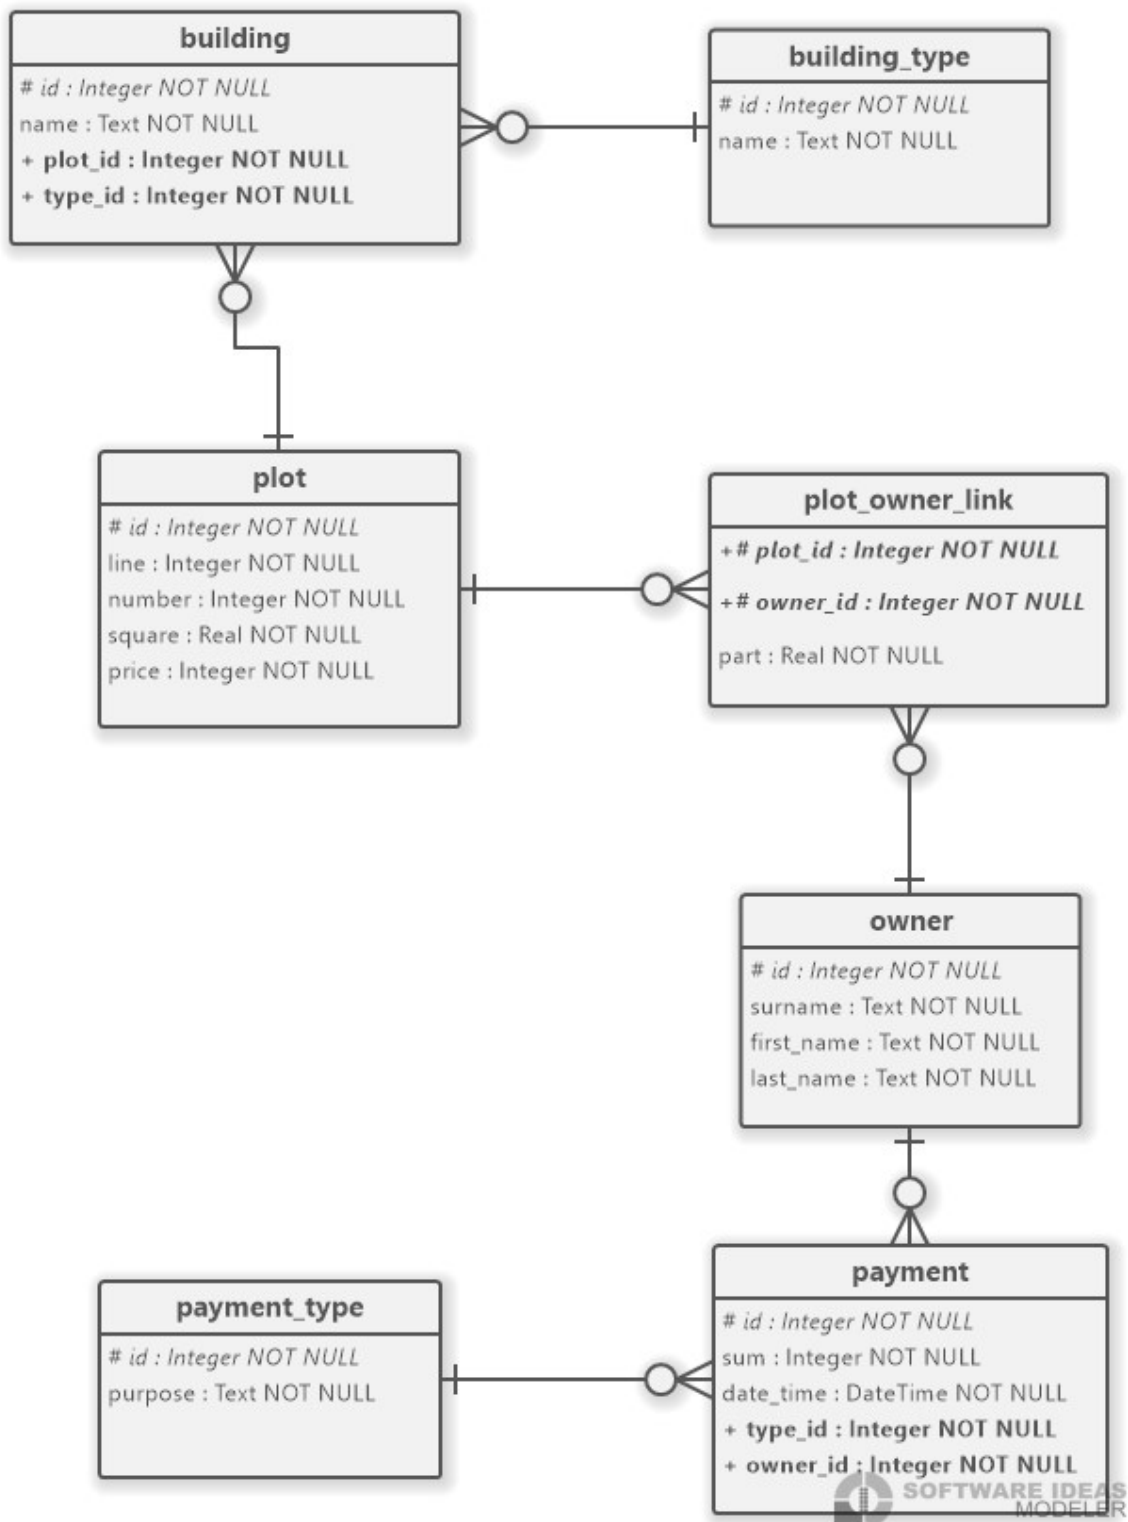 building
# id : Integer NOT NULL
name : Text NOT NULL
+ plot_id : Integer NOT NULL
+ type_id : Integer NOT NULL
building_type
# id : Integer NOT NULL
name : Text NOT NULL
plot
# id : Integer NOT NULL
line : Integer NOT NULL
number : Integer NOT NULL
square : Real NOT NULL
price : Integer NOT NULL
plot_owner_link
+# plot_id : Integer NOT NULL
+# owner_id : Integer NOT NULL
part : Real NOT NULL
owner
# id : Integer NOT NULL
surname : Text NOT NULL
first_name : Text NOT NULL
last_name : Text NOT NULL
payment_type
# id : Integer NOT NULL
purpose : Text NOT NULL
payment
# id : Integer NOT NULL
sum : Integer NOT NULL
date_time : DateTime NOT NULL
+ type_id : Integer NOT NULL
+ owner_id : Integer NOT NULL
SOFTWARE IDEAS
MODELER